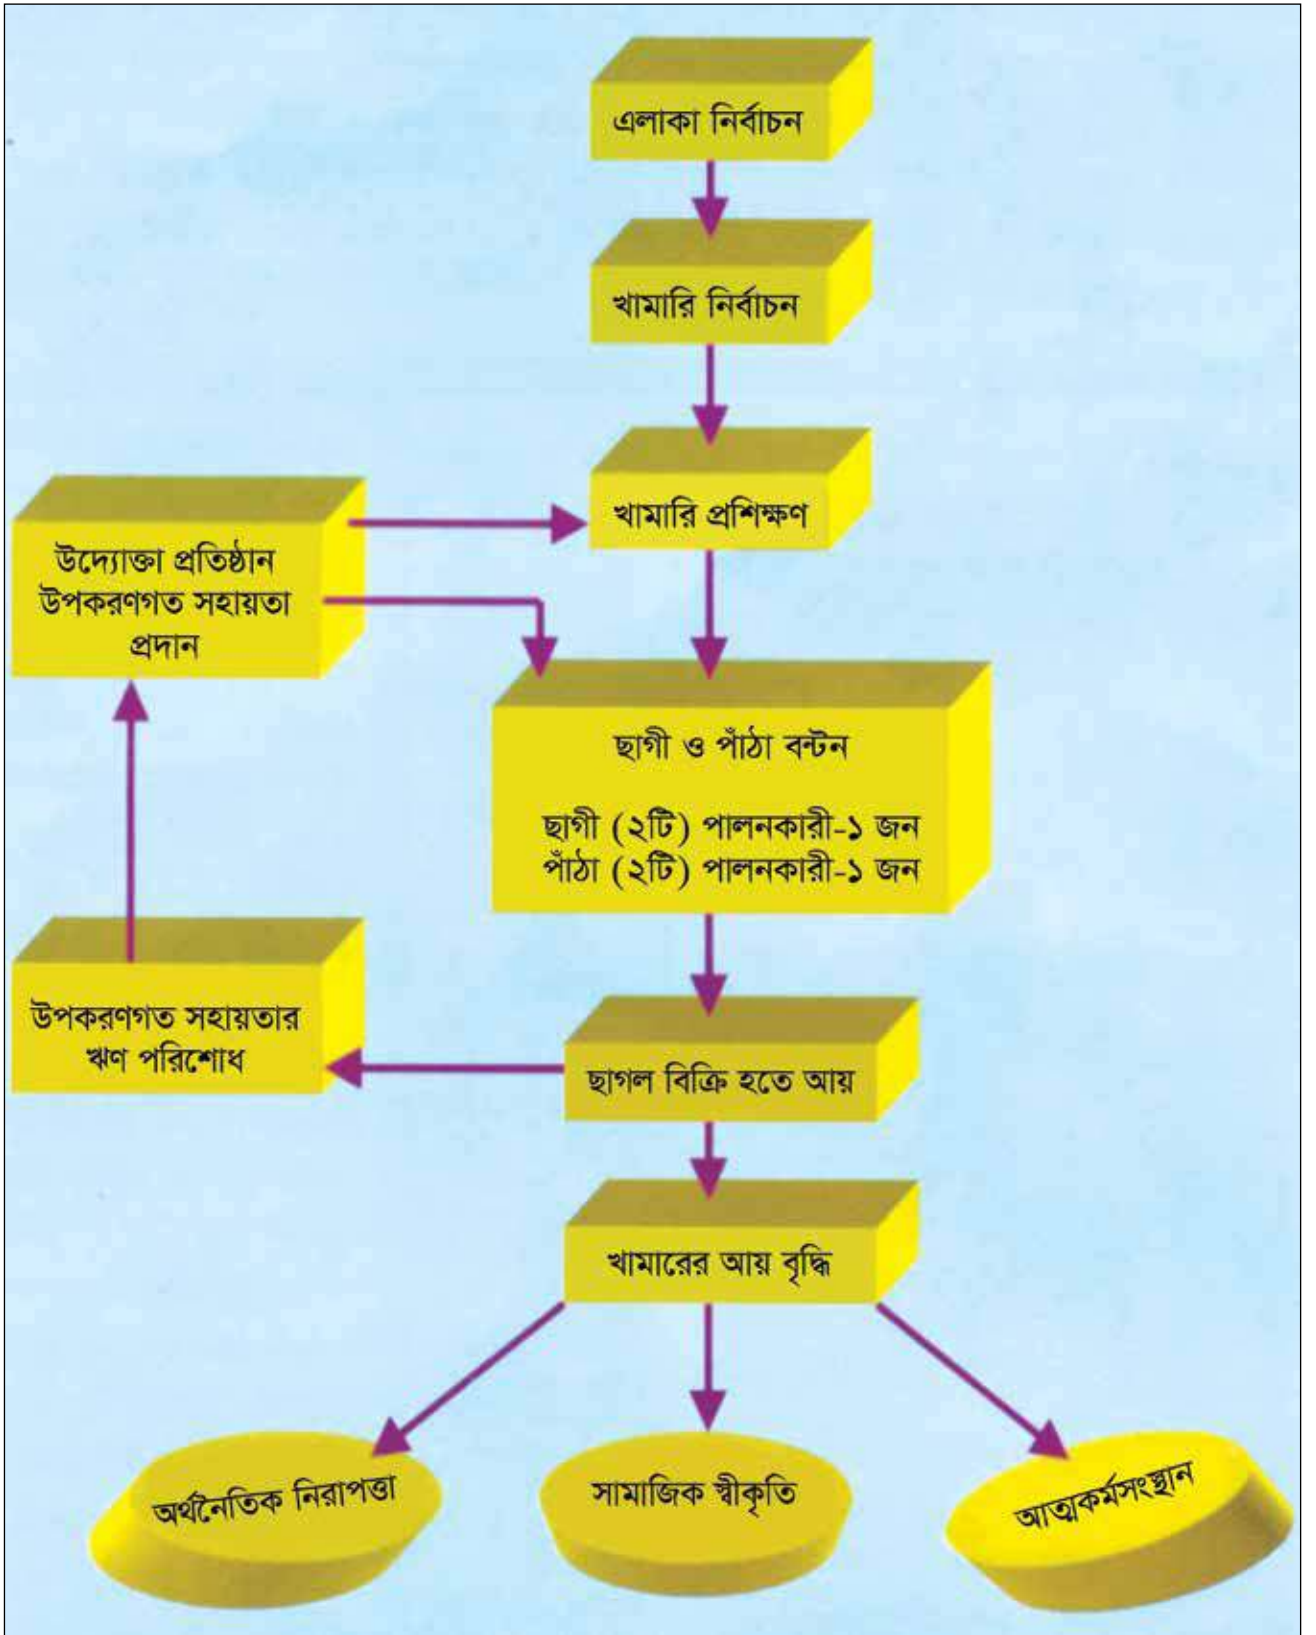 এলাকা নির্বাচন
খামারি নির্বাচন
খামারি প্রশিক্ষণ
উদ্যোক্তা প্রতিষ্ঠান
উপকরণগত সহায়তা
প্রদান
ছাগী ও পাঁঠা বন্টন
ছাগী (২টি) পালনকারী-১ জন
পাঁঠা (২টি) পালনকারী-১ জন
উপকরণগত সহায়তার
ঋণ পরিশোধ
ছাগল বিক্রি হতে আয়
খামারের আয় বৃদ্ধি
অর্থনৈতিক নিরাপত্তা
সামাজিক স্বীকৃতি
আত্মকর্মসংস্থান